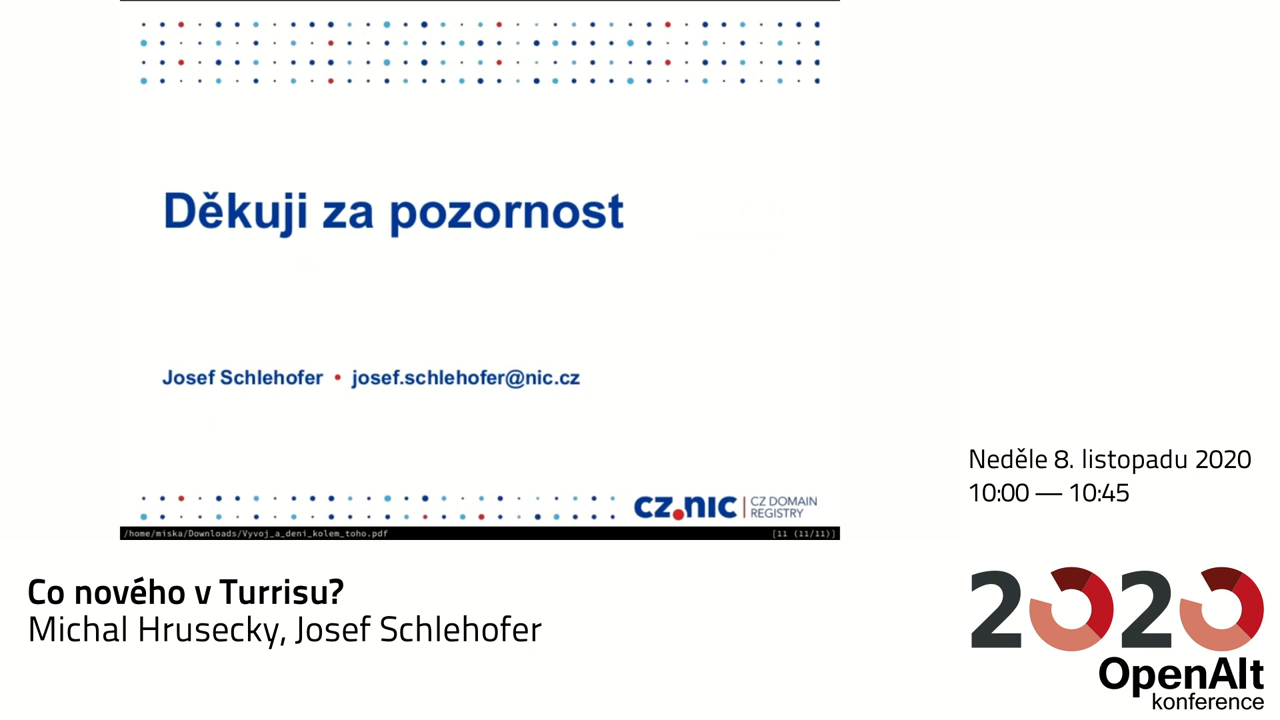 Děkuji za pozornost
Josef Schlehofer • josef.schlehofer@nic.cz
cz.nic | CZ DOMAIN
REGISTRY
/home/miska/Downloads/Vyvoj_a_deni_kolem_toho.pdf [11 (11/11)]
Neděle 8. listopadu 2020
10:00 — 10:45
Co nového v Turrisu?
Michal Hrusecky, Josef Schlehofer
2020
OpenAlt
konference